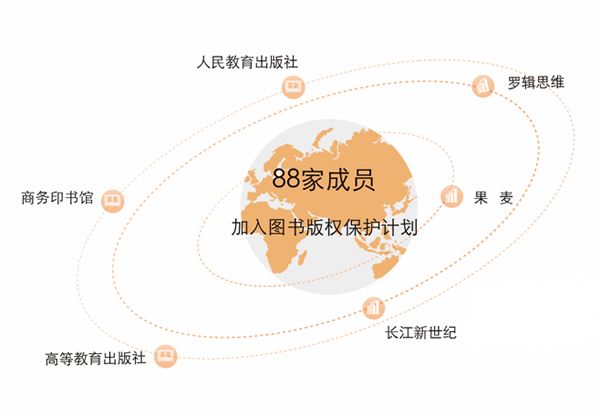 人民教育出版社
罗辑思维
88家成员
商务印书馆
果 麦
加入图书版权保护计划
长江新世纪
高等教育出版社